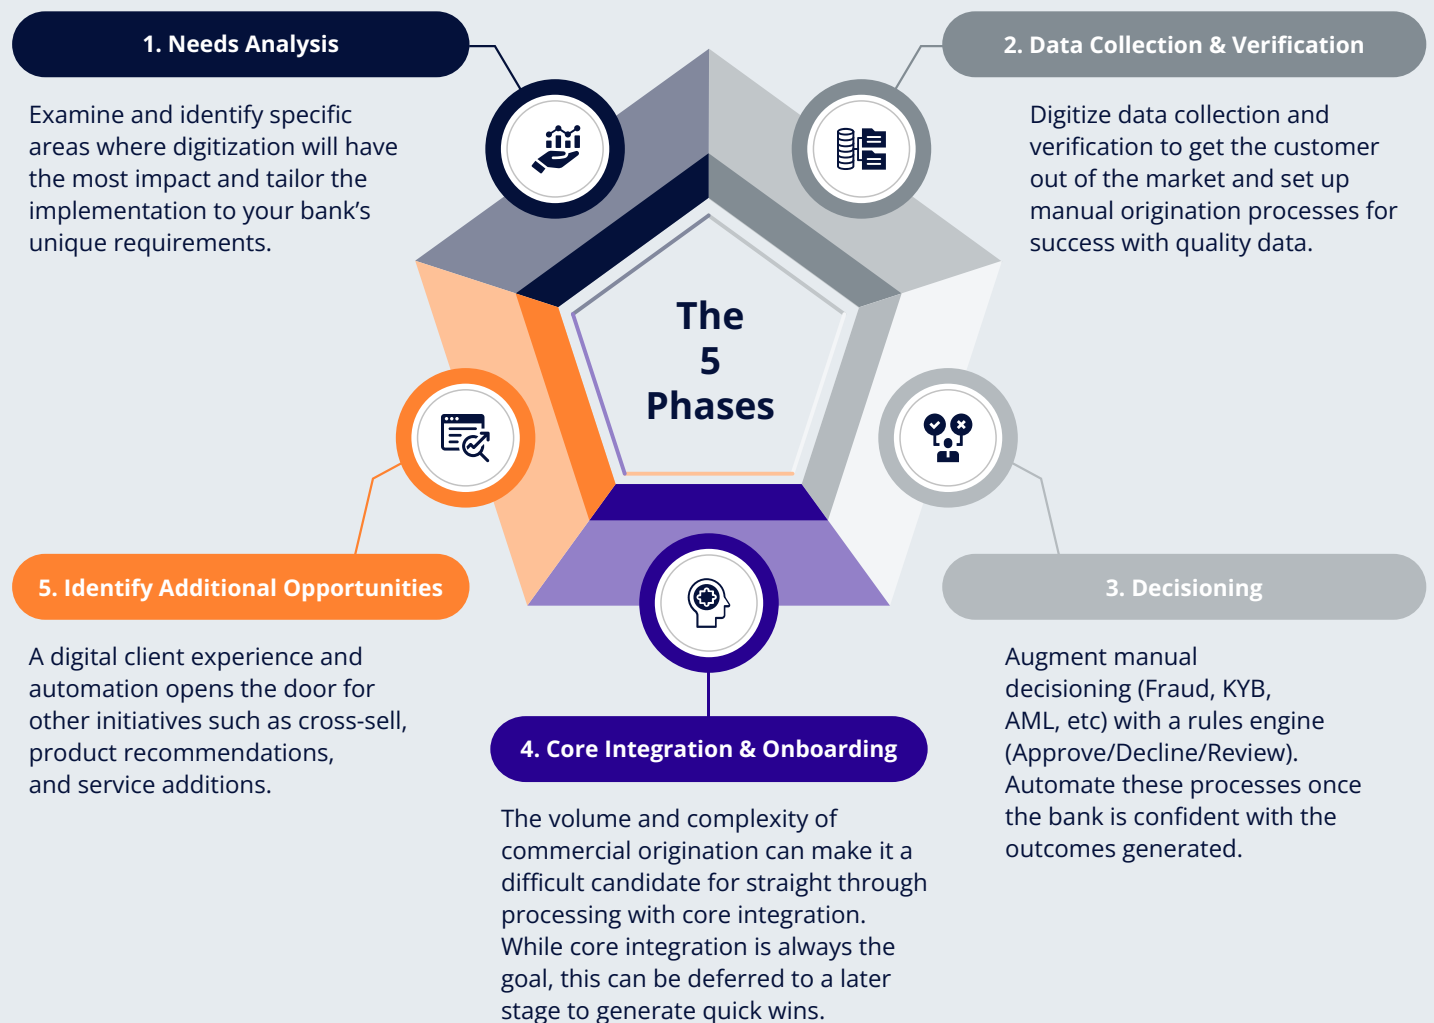 1. Needs Analysis
Examine and identify specific
areas where digitization will have
the most impact and tailor the
implementation to your bank’s
unique requirements.
2. Data Collection & Verification
Digitize data collection and
verification to get the customer
out of the market and set up
manual origination processes for
success with quality data.
The
5
Phases
5. Identify Additional Opportunities
A digital client experience and
automation opens the door for
other initiatives such as cross-sell,
product recommendations,
and service additions.
3. Decisioning
Augment manual
decisioning (Fraud, KYB,
AML, etc) with a rules engine
(Approve/Decline/Review).
Automate these processes once
the bank is confident with the
outcomes generated.
4. Core Integration & Onboarding
The volume and complexity of
commercial origination can make it a
difficult candidate for straight through
processing with core integration.
While core integration is always the
goal, this can be deferred to a later
stage to generate quick wins.